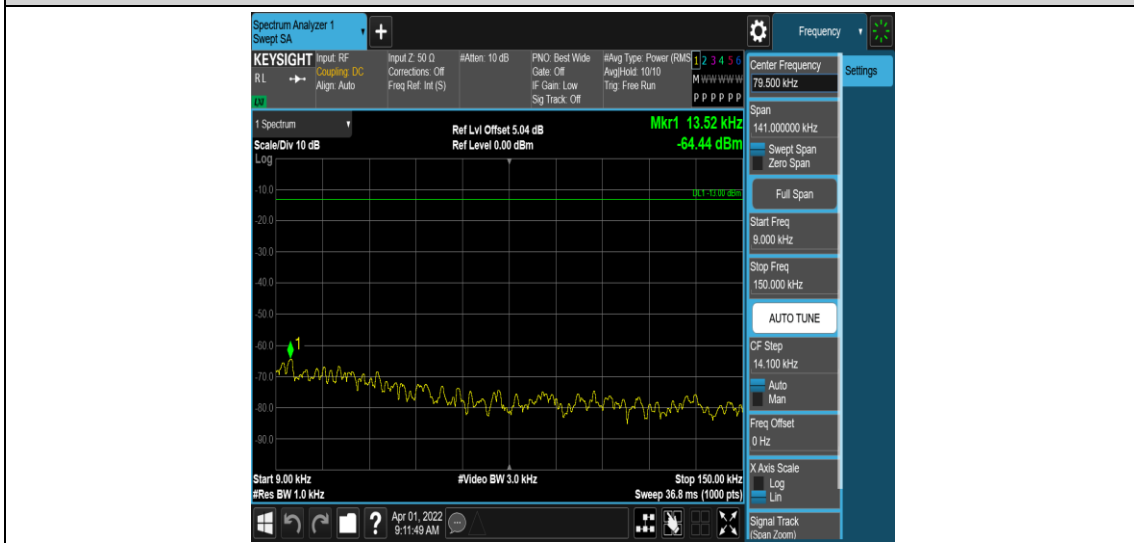 Spectrum Analyzer 1
Swept SA
+
Frequency
KEYSIGHT
RL
Input: RF
Coupling: DC
Align: Auto
Input Z: 50 Ω
Corrections: Off
Freq Ref: Int (S)
#Atten: 10 dB
PNO: Best Wide
Gate: Off
IF Gain: Low
Sig Track: Off
#Avg Type: Power (RMS
Avg|Hold: 10/10
Trig: Free Run
1 2 3 4 5 6
M W W W W W
P P P P P P
Center Frequency
79.500 kHz
Settings
1 Spectrum
Scale/Div 10 dB
Log
Ref Lvl Offset 5.04 dB
Ref Level 0.00 dBm
Mkr1 13.52 kHz
-64.44 dBm
DL1 -13.00 dBm
-10.0
-20.0
-30.0
-40.0
-50.0
-60.0
-70.0
-80.0
-90.0
1
Start 9.00 kHz
#Res BW 1.0 kHz
#Video BW 3.0 kHz
Stop 150.00 kHz
Sweep 36.8 ms (1000 pts)
Span
141.000000 kHz
Swept Span
Zero Span
Full Span
Start Freq
9.000 kHz
Stop Freq
150.000 kHz
AUTO TUNE
CF Step
14.100 kHz
Auto
Man
Freq Offset
0 Hz
X Axis Scale
Log
Lin
Signal Track
(Span Zoom)
?
Apr 01, 2022
9:11:49 AM